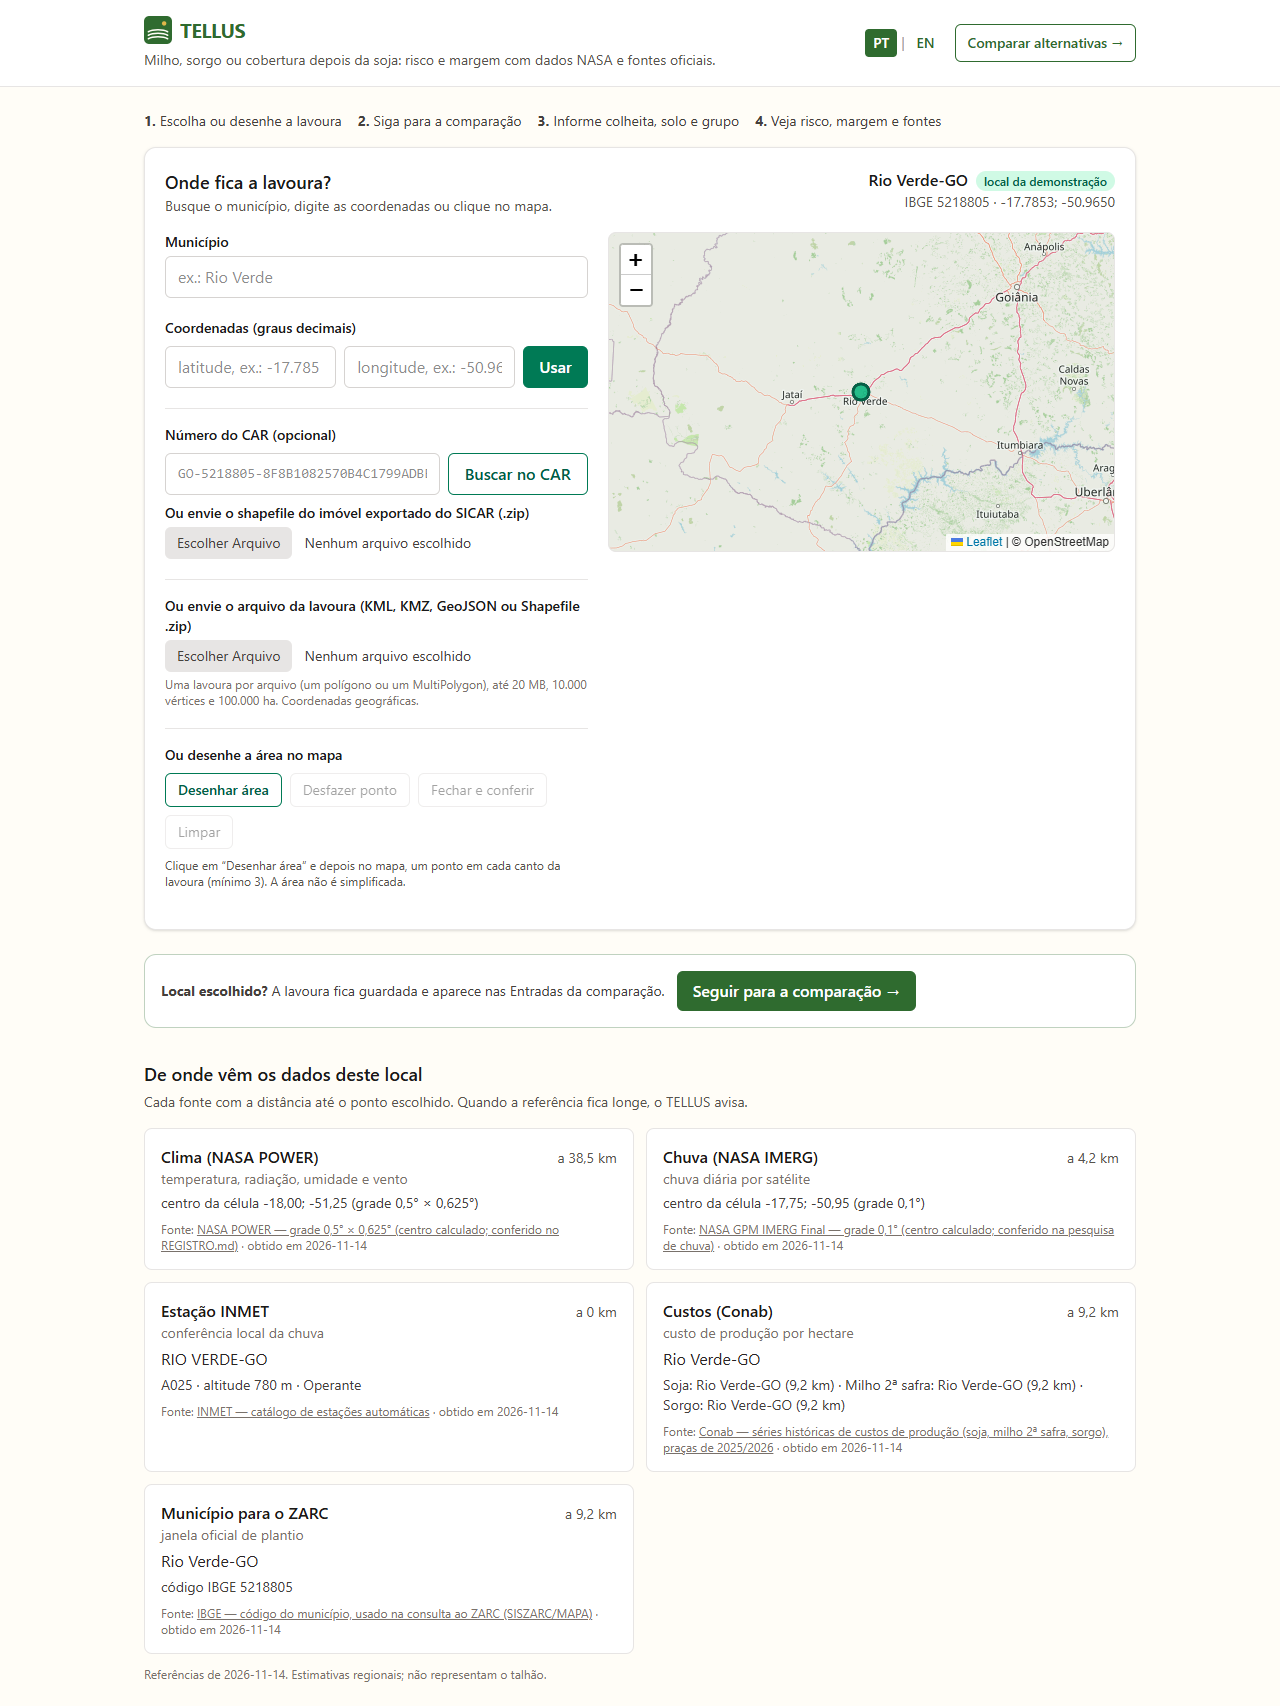 TELLUS
Milho, sorgo ou cobertura depois da soja: risco e margem com dados NASA e fontes oficiais.
PT | EN
Comparar alternativas →
1. Escolha ou desenhe a lavoura 2. Siga para a comparação 3. Informe colheita, solo e grupo 4. Veja risco, margem e fontes
Onde fica a lavoura?
Busque o município, digite as coordenadas ou clique no mapa.
Rio Verde-GO local da demonstração
IBGE 5218805 · -17.7853; -50.9650
Município
ex.: Rio Verde
Coordenadas (graus decimais)
latitude, ex.: -17.785
longitude, ex.: -50.96
Usar
Número do CAR (opcional)
GO-5218805-8F8B1082570B4C1799ADB
Buscar no CAR
Ou envie o shapefile do imóvel exportado do SICAR (.zip)
Escolher Arquivo Nenhum arquivo escolhido
Ou envie o arquivo da lavoura (KML, KMZ, GeoJSON ou Shapefile
.zip)
Escolher Arquivo Nenhum arquivo escolhido
Uma lavoura por arquivo (um polígono ou um MultiPolygon), até 20 MB, 10.000
vértices e 100.000 ha. Coordenadas geográficas.
Ou desenhe a área no mapa
Desenhar área
Desfazer ponto
Fechar e conferir
Limpar
Clique em “Desenhar área” e depois no mapa, um ponto em cada canto da
lavoura (mínimo 3). A área não é simplificada.
+
−
Anápolis
Goiânia
Caldas
Novas
Jataí
Rio Verde
Itumbiara
Arag
Uberlâ
Ituiutaba
Leaflet | © OpenStreetMap
Local escolhido? A lavoura fica guardada e aparece nas Entradas da comparação.
Seguir para a comparação →
De onde vêm os dados deste local
Cada fonte com a distância até o ponto escolhido. Quando a referência fica longe, o TELLUS avisa.
Clima (NASA POWER) a 38,5 km
temperatura, radiação, umidade e vento
centro da célula -18,00; -51,25 (grade 0,5° × 0,625°)
Fonte: NASA POWER — grade 0,5° × 0,625° (centro calculado; conferido no
REGISTRO.md) · obtido em 2026-11-14
Chuva (NASA IMERG) a 4,2 km
chuva diária por satélite
centro da célula -17,75; -50,95 (grade 0,1°)
Fonte: NASA GPM IMERG Final — grade 0,1° (centro calculado; conferido na pesquisa
de chuva) · obtido em 2026-11-14
Estação INMET a 0 km
conferência local da chuva
RIO VERDE-GO
A025 · altitude 780 m · Operante
Fonte: INMET — catálogo de estações automáticas · obtido em 2026-11-14
Custos (Conab) a 9,2 km
custo de produção por hectare
Rio Verde-GO
Soja: Rio Verde-GO (9,2 km) · Milho 2ª safra: Rio Verde-GO (9,2 km) ·
Sorgo: Rio Verde-GO (9,2 km)
Fonte: Conab — séries históricas de custos de produção (soja, milho 2ª safra, sorgo),
praças de 2025/2026 · obtido em 2026-11-14
Município para o ZARC a 9,2 km
janela oficial de plantio
Rio Verde-GO
código IBGE 5218805
Fonte: IBGE — código do município, usado na consulta ao ZARC (SISZARC/MAPA) ·
obtido em 2026-11-14
Referências de 2026-11-14. Estimativas regionais; não representam o talhão.